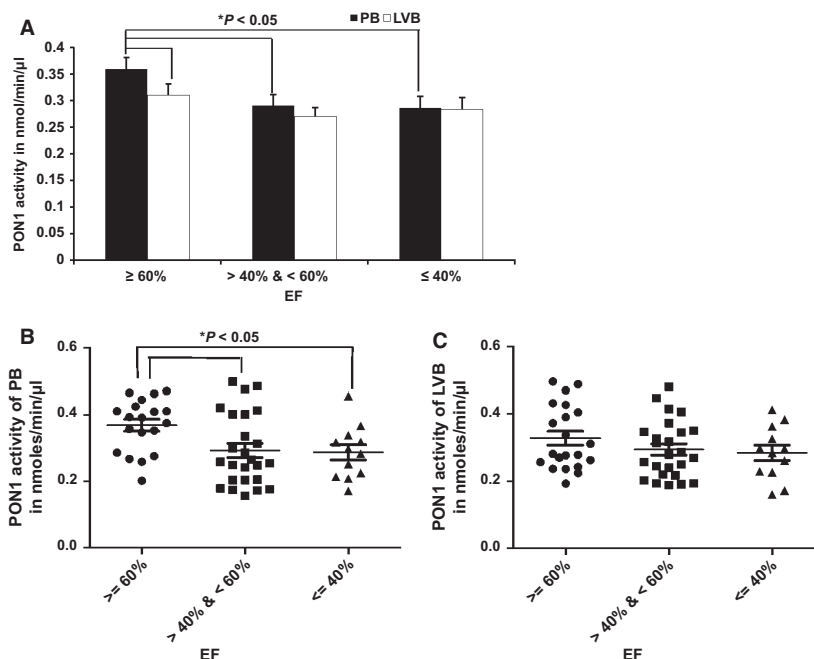 A
*P < 0.05
PB LVB
PON1 activity in nmol/min/μl
0.4
0.35
0.3
0.25
0.2
0.15
0.1
0.05
0
≥ 60%
> 40% & < 60%
≤ 40%
EF
B
*P < 0.05
PON1 activity of PB
in nmoles/min/μl
0.6
0.4
0.2
0.0
>= 60%
> 40% & < 60%
<= 40%
EF
C
PON1 activity of LVB
in nmoles/min/μl
0.6
0.4
0.2
0.0
>= 60%
> 40% & < 60%
<= 40%
EF